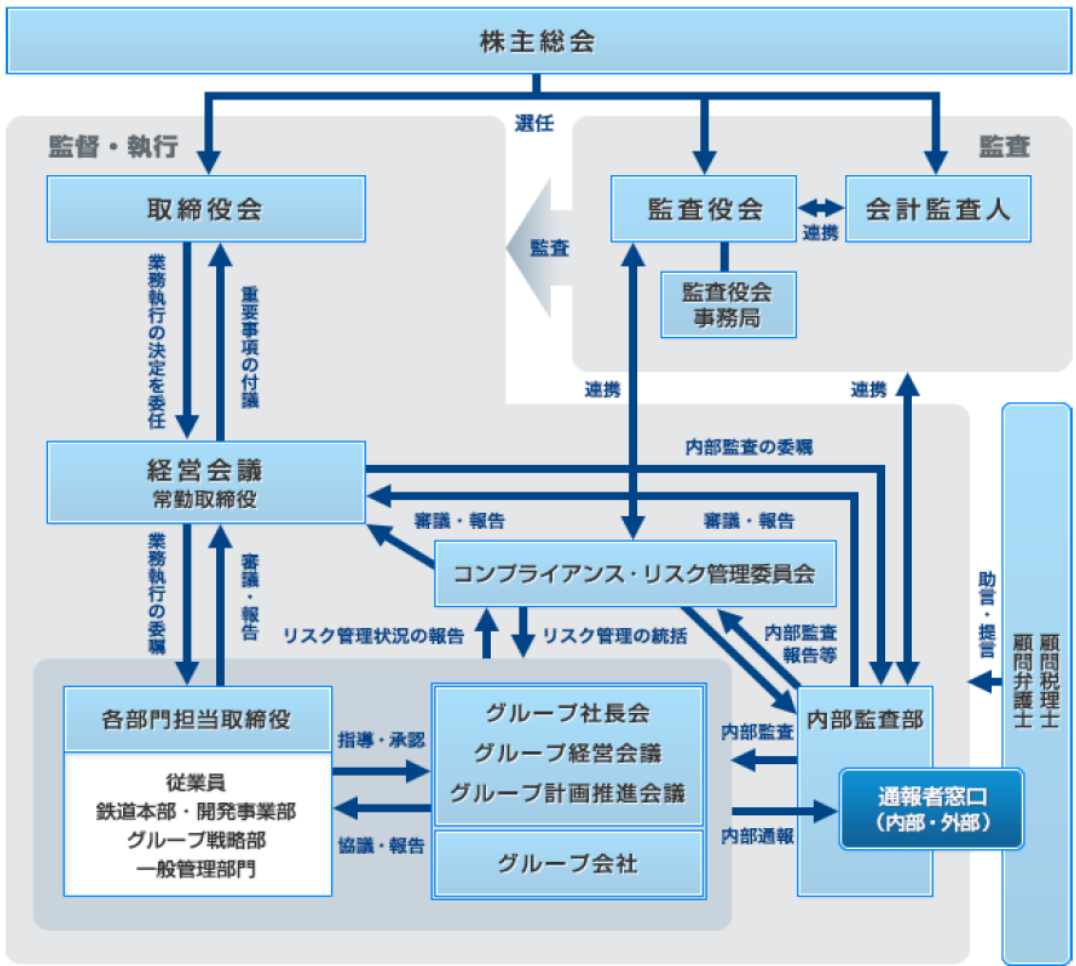 株主総会
選任
監督・執行
監査
取締役会
監査役会
会計監査人
連携
監査
監査役会
事務局
業務執行の決定を委任
重要事項の付議
連携
連携
経営会議
常勤取締役
内部監査の委嘱
審議・報告
審議・報告
業務執行の委嘱
審議・報告
コンプライアンス・リスク管理委員会
リスク管理状況の報告
リスク管理の統括
内部監査
報告等
助言・提言
顧問税理士
顧問弁護士
各部門担当取締役
従業員
鉄道本部・開発事業部
グループ戦略部
一般管理部門
指導・承認
協議・報告
グループ社長会
グループ経営会議
グループ計画推進会議
グループ会社
内部監査
内部通報
内部監査部
通報者窓口
（内部・外部）